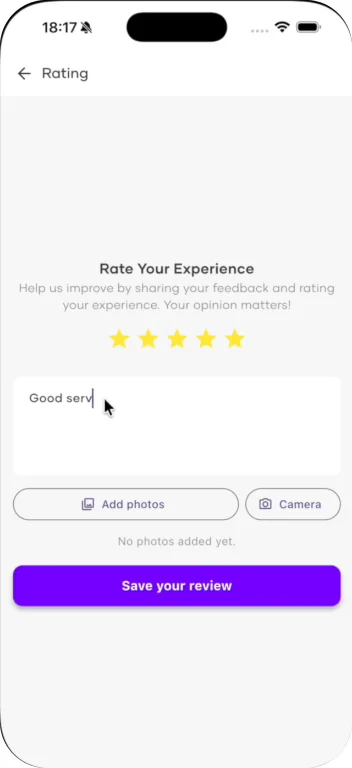 18:17
Rating
Rate Your Experience
Help us improve by sharing your feedback and rating
your experience. Your opinion matters!
Good serv
Add photos
Camera
No photos added yet.
Save your review